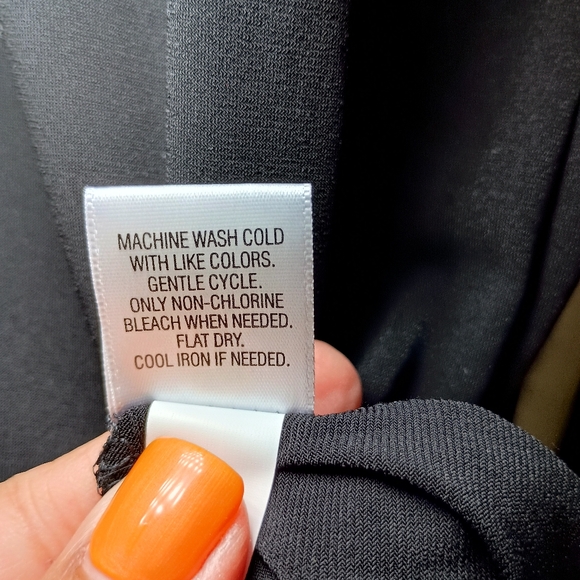 MACHINE WASH COLD
WITH LIKE COLORS.
GENTLE CYCLE.
ONLY NON-CHLORINE
BLEACH WHEN NEEDED.
FLAT DRY.
COOL IRON IF NEEDED.